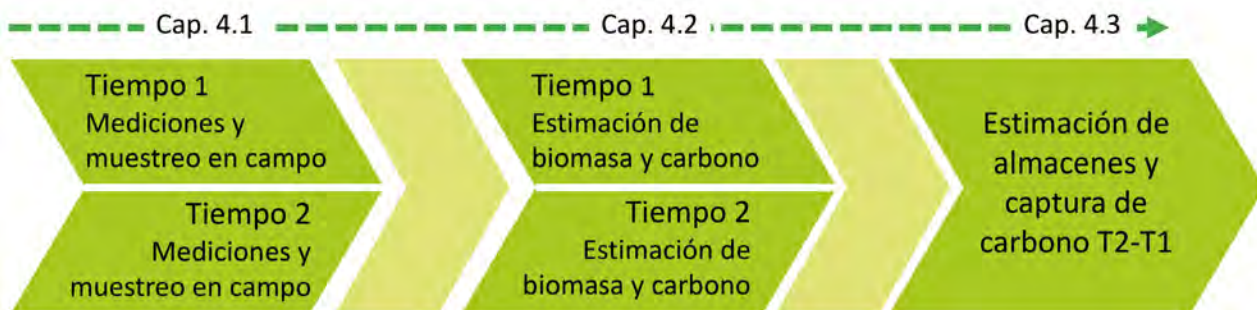 Cap. 4.1
Cap. 4.2
Cap. 4.3
Tiempo 1
Mediciones y
muestreo en campo
Tiempo 2
Mediciones y
muestreo en campo
Tiempo 1
Estimación de
biomasa y carbono
Tiempo 2
Estimación de
biomasa y carbono
Estimación de
almacenes y
captura de
carbono T2-T1